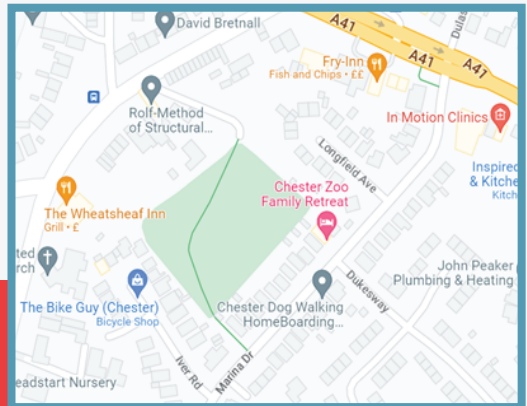 David Bretnall
A41
A41
A41
Fry-Inn
Fish and Chips • ££
Rolf-Method
of Structural...
In Motion Clinics
Longfield Ave
Inspired
& Kitche
Kitch
Chester Zoo
Family Retreat
The Wheatsheaf Inn
Grill • £
ted
rch
John Peaker
Plumbing & Heating
Dukesway
The Bike Guy (Chester)
Bicycle Shop
Chester Dog Walking
HomeBoarding...
Iver Rd
Marina Dr
eadstart Nursery